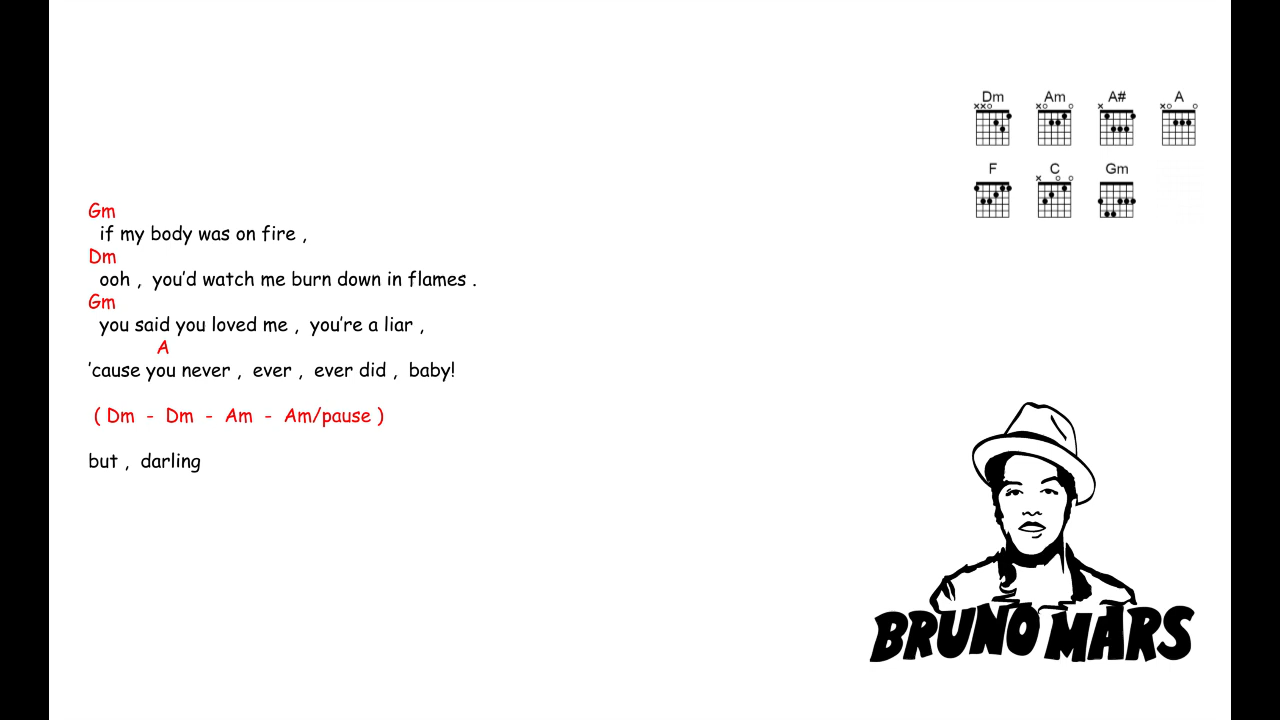 Dm Am A# A
F C Gm
Gm
if my body was on fire ,
Dm
ooh , you'd watch me burn down in flames .
Gm
you said you loved me , you're a liar ,
A
'cause you never , ever , ever did , baby!
( Dm - Dm - Am - Am/pause )
but , darling
BRUNO MARS